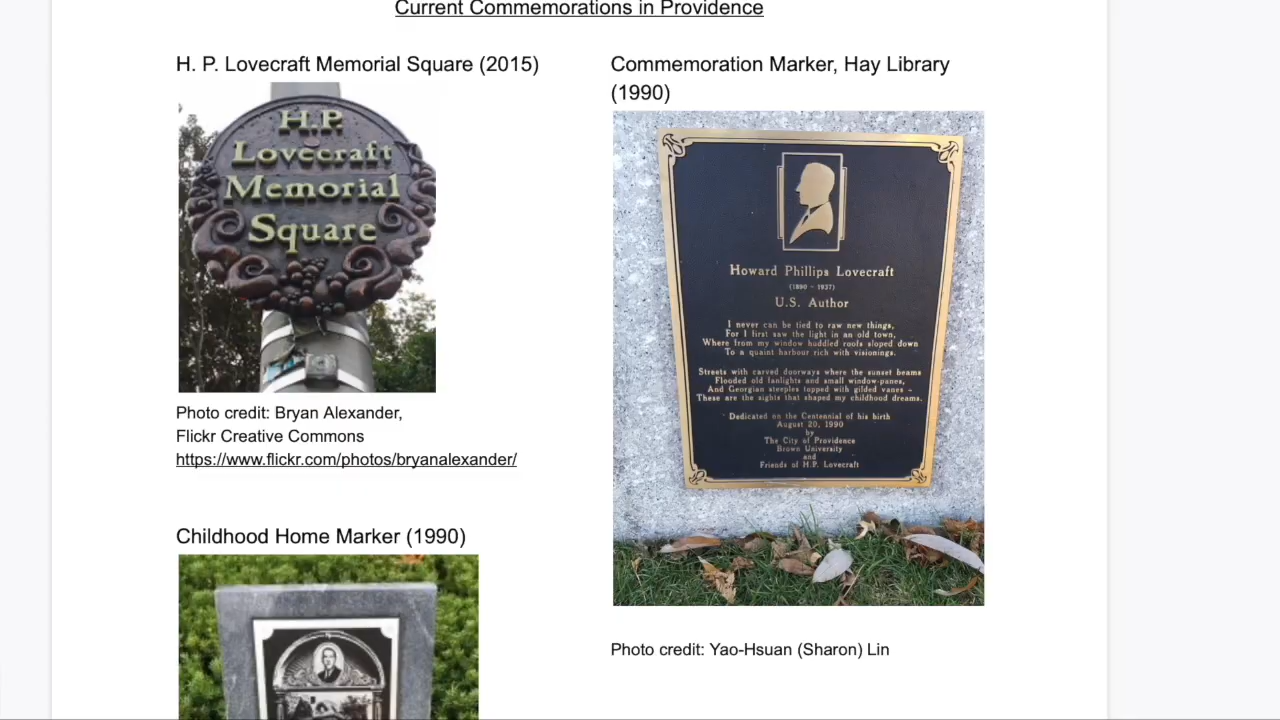 Current Commemorations in Providence
H. P. Lovecraft Memorial Square (2015)
H.P.
Lovecraft
Memorial
Square
Photo credit: Bryan Alexander,
Flickr Creative Commons
https://www.flickr.com/photos/bryanalexander/
Childhood Home Marker (1990)
Commemoration Marker, Hay Library
(1990)
Howard Phillips Lovecraft
(1890 - 1937)
U.S. Author
I never can be tied to raw new things,
For I first saw the light in an old town,
Where from my window huddled roofs sloped down
To a quaint harbour rich with visionings.
Streets with carved doorways where the sunset beams
Flooded old fanlights and small window-panes,
And Georgian steeples topped with gilded vanes -
These are the sights that shaped my childhood dreams.
Dedicated on the Centennial of his birth
August 20, 1990
by
The City of Providence
Brown University
and
Friends of H.P. Lovecraft
Photo credit: Yao-Hsuan (Sharon) Lin